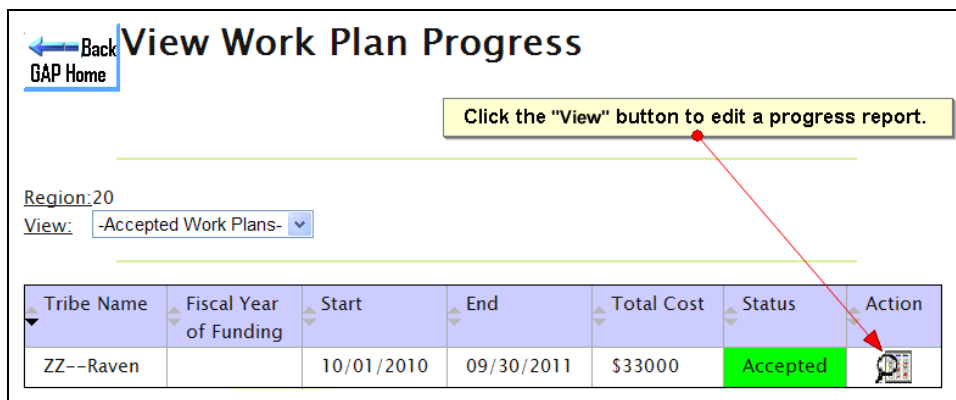 Back
GAP Home
View Work Plan Progress
Click the "View" button to edit a progress report.
Region:20
View: -Accepted Work Plans-
Tribe Name Fiscal Year of Funding Start End Total Cost Status Action
ZZ--Raven 10/01/2010 09/30/2011 $33000 Accepted